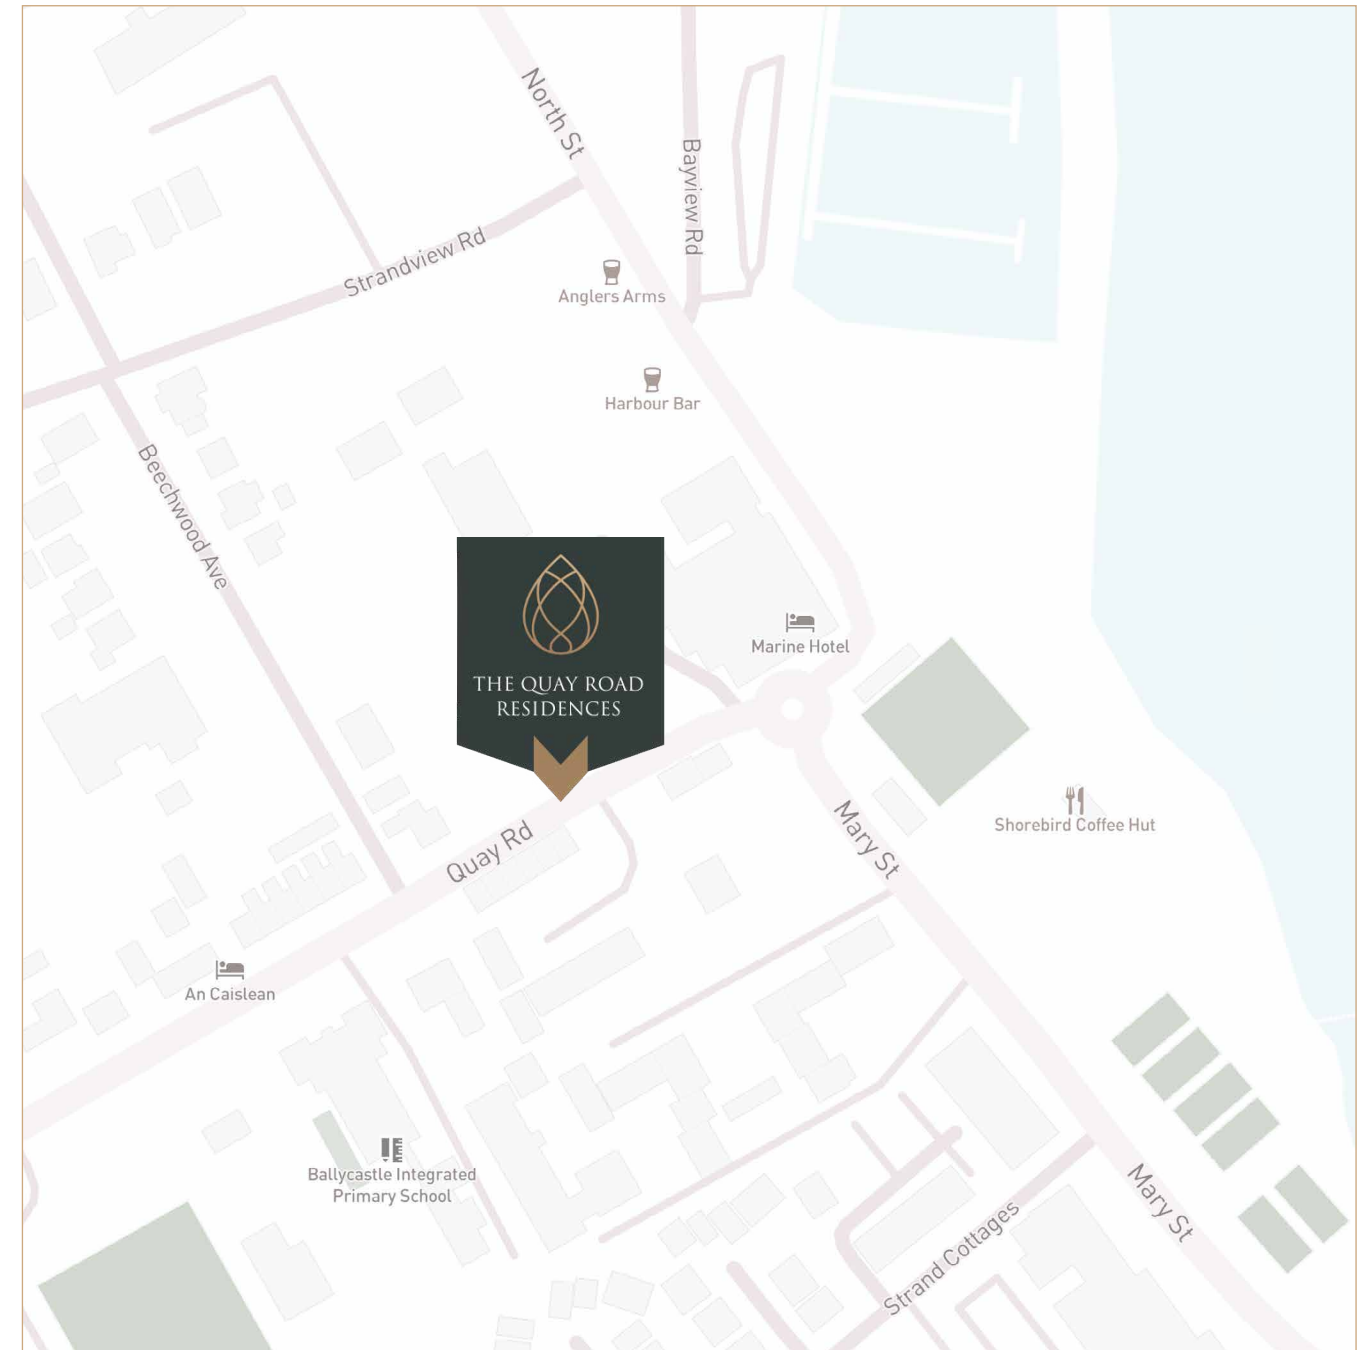 North St
Bayview Rd
Strandview Rd
Anglers Arms
Harbour Bar
Beechwood Ave
Marine Hotel
THE QUAY ROAD
RESIDENCES
Shorebird Coffee Hut
Quay Rd
Mary St
An Caislean
Ballycastle Integrated
Primary School
Mary St
Strand Cottages